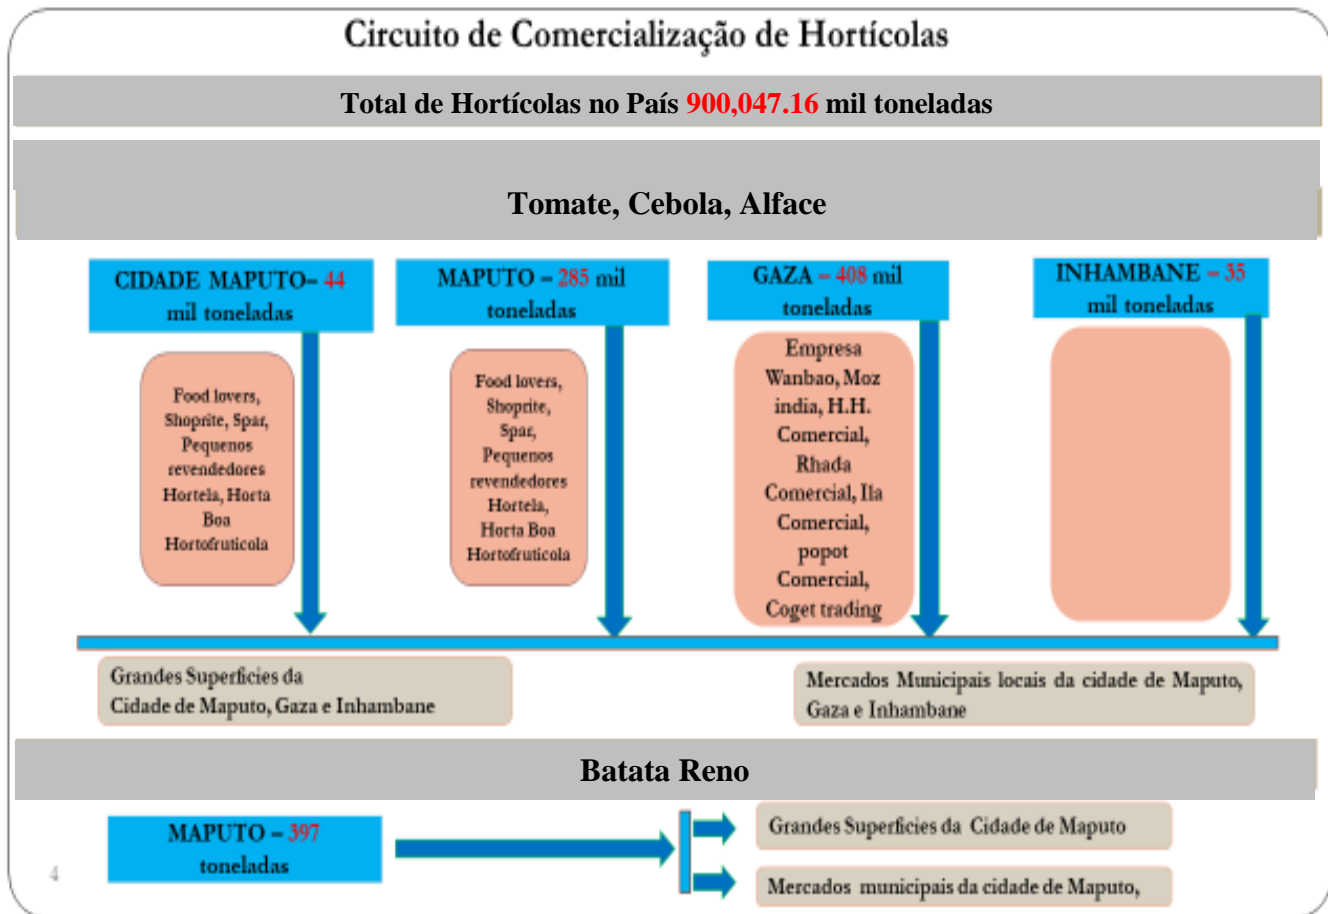 Circuito de Comercialização de Hortícolas
Total de Hortícolas no País 900,047.16 mil toneladas
Tomate, Cebola, Alface
CIDADE MAPUTO– 44
mil toneladas
MAPUTO – 285 mil
toneladas
GAZA – 408 mil
toneladas
INHAMBANE – 35
mil toneladas
Food lovers,
Shoprite, Spar,
Pequenos
revendedores
Hortela, Horta
Boa
Hortofruticola
Food lovers,
Shoprite,
Spar,
Pequenos
revendedores
Hortela,
Horta Boa
Hortofruticola
Empresa
Wanbao, Moz
india, H.H.
Comercial,
Rhada
Comercial, Ila
Comercial,
popot
Comercial,
Coget trading
Grandes Superficies da
Cidade de Maputo, Gaza e Inhambane
Mercados Municipais locais da cidade de Maputo,
Gaza e Inhambane
Batata Reno
MAPUTO – 397
toneladas
Grandes Superficies da Cidade de Maputo
Mercados municipais da cidade de Maputo,
4